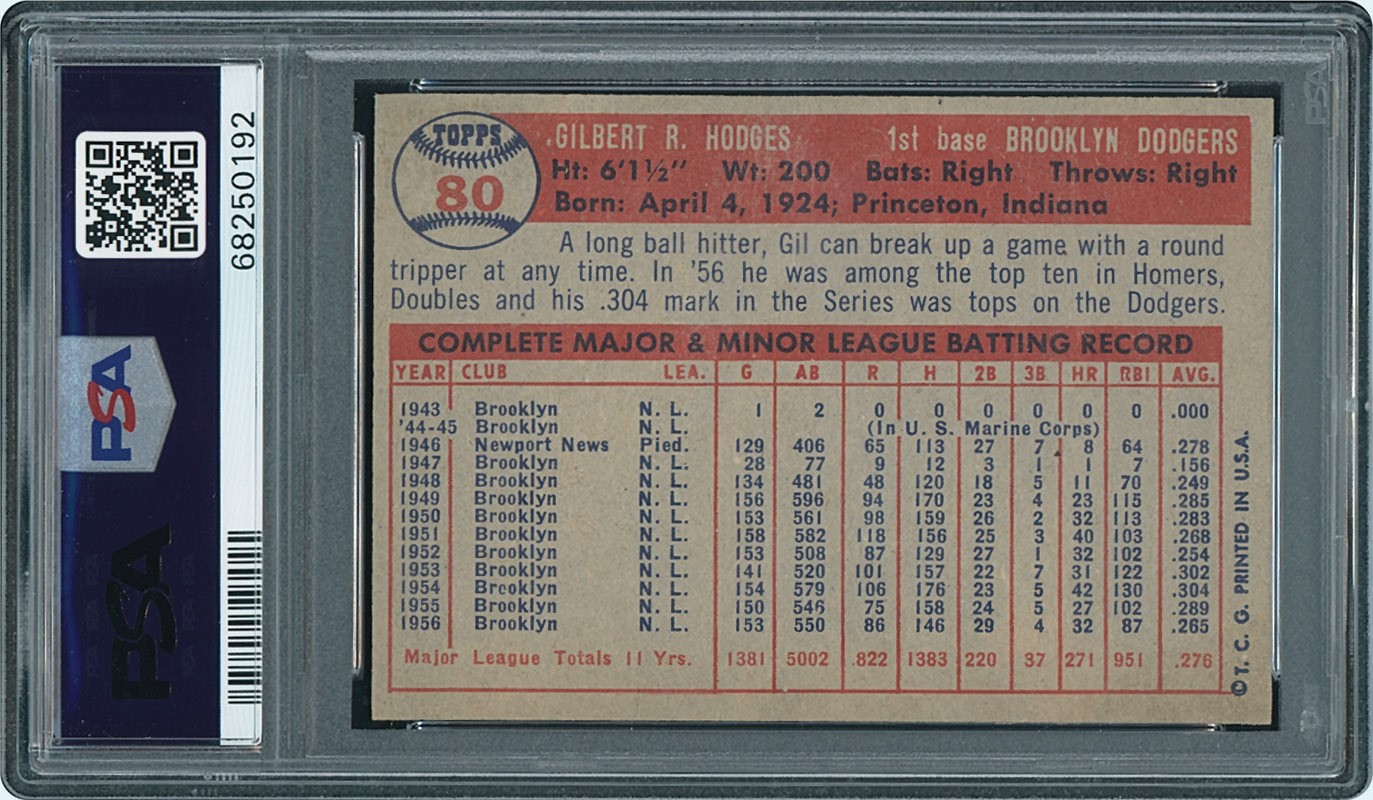 68250192
PSA
PSA
TOPPS
80
GILBERT R. HODGES 1st base BROOKLYN DODGERS
Ht: 6'1½" Wt: 200 Bats: Right Throws: Right
Born: April 4, 1924; Princeton, Indiana
A long ball hitter, Gil can break up a game with a round
tripper at any time. In '56 he was among the top ten in Homers,
Doubles and his .304 mark in the Series was tops on the Dodgers.
COMPLETE MAJOR & MINOR LEAGUE BATTING RECORD
YEAR CLUB LEA. G AB R H 2B 3B HR RBI AVG.
1943 Brooklyn N. L. 1 2 0 0 0 0 0 0 .000
'44-45 Brooklyn N. L. (In U. S. Marine Corps)
1946 Newport News Pied. 129 406 65 113 27 7 8 64 .278
1947 Brooklyn N. L. 28 77 9 12 3 1 1 7 .156
1948 Brooklyn N. L. 134 481 48 120 18 5 11 70 .249
1949 Brooklyn N. L. 156 596 94 170 23 4 23 115 .285
1950 Brooklyn N. L. 153 561 98 159 26 2 32 113 .283
1951 Brooklyn N. L. 158 582 118 156 25 3 40 103 .268
1952 Brooklyn N. L. 153 508 87 129 27 1 32 102 .254
1953 Brooklyn N. L. 141 520 101 157 22 7 31 122 .302
1954 Brooklyn N. L. 154 579 106 176 23 5 42 130 .304
1955 Brooklyn N. L. 150 546 75 158 24 5 27 102 .289
1956 Brooklyn N. L. 153 550 86 146 29 4 32 87 .265
Major League Totals 11 Yrs. 1381 5002 822 1383 220 37 271 951 .276
©T. C. G. PRINTED IN U.S.A.
PSA